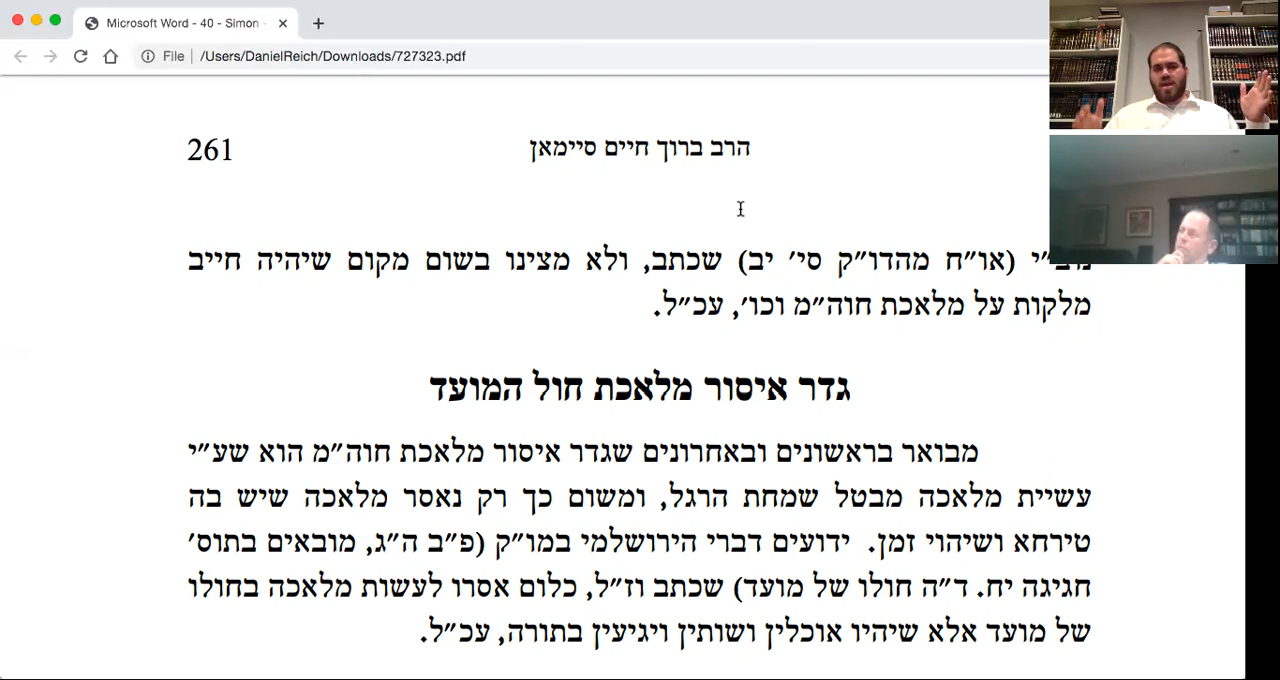 Microsoft Word - 40 - Simon
File /Users/DanielReich/Downloads/727323.pdf
261 הרב ברוך חיים סיימאן
(או״ח מהדו״ק סי׳ יב) שכתב, ולא מצינו בשום מקום שיהיה חייב
מלקות על מלאכת חוה״מ וכו׳, עכ״ל.
גדר איסור מלאכת חול המועד
מבואר בראשונים ובאחרונים שגדר איסור מלאכת חוה״מ הוא שע״י
עשיית מלאכה מבטל שמחת הרגל, ומשום כך רק נאסר מלאכה שיש בה
טירחא ושיהוי זמן. ידועים דברי הירושלמי במו״ק (פ״ב ה״ג, מובאים בתוס׳
חגיגה יח. ד״ה חולו של מועד) שכתב וז״ל, כלום אסרו לעשות מלאכה בחולו
של מועד אלא שיהיו אוכלין ושותין ויגיעין בתורה, עכ״ל.